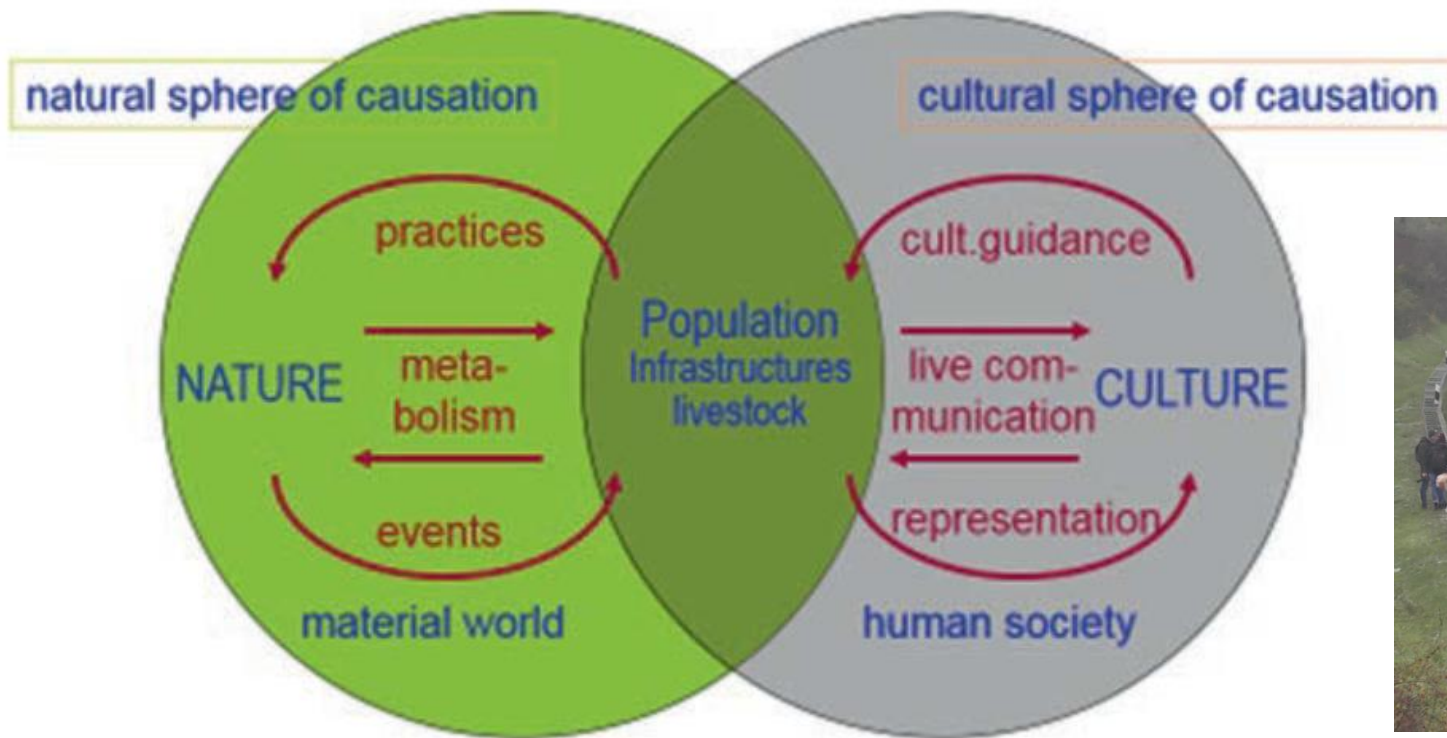 natural sphere of causation
cultural sphere of causation
practices
cult.guidance
NATURE
meta-
bolism
Population
Infrastructures
livestock
live com-
munication
CULTURE
events
representation
material world
human society